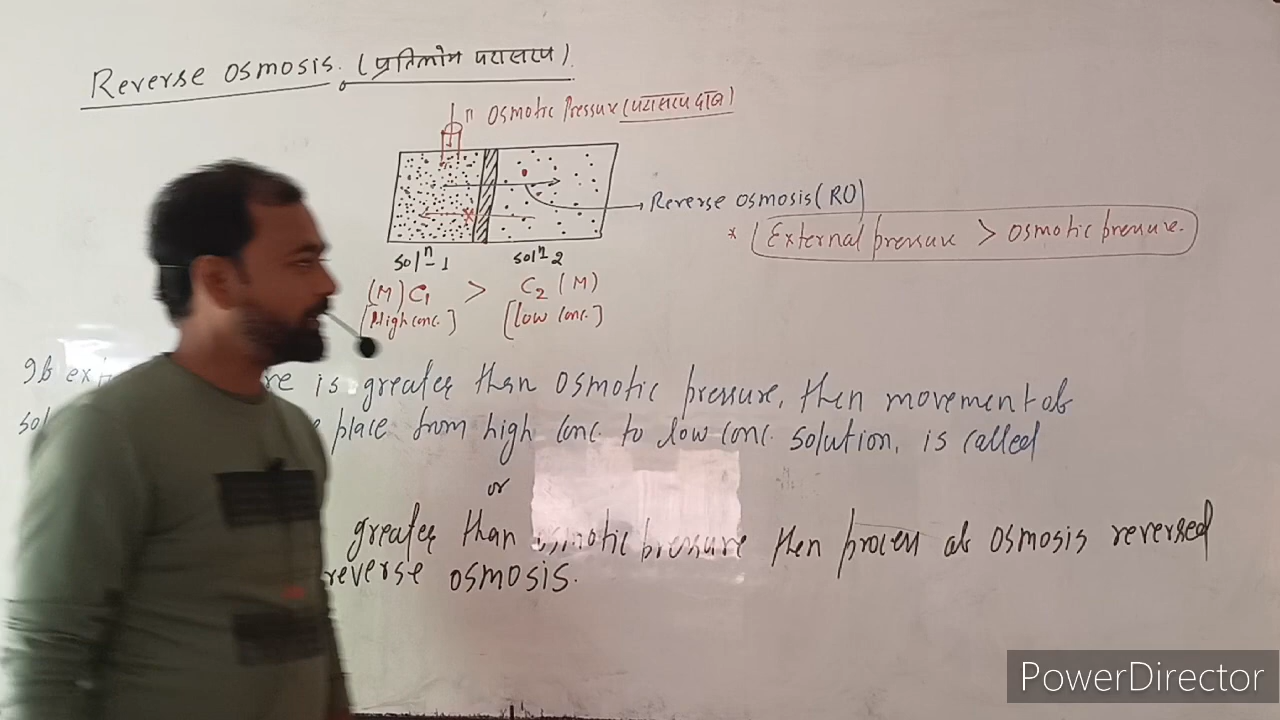 Reverse osmosis. (प्रतिलोम परासरण).
π Osmotic Pressure (परासरण दाब)
Reverse osmosis (RO)
* External pressure > osmotic pressure.
solⁿ-1 solⁿ-2
(M) C₁ > C₂ (M)
[High conc.] [low conc.]
is greater than osmotic pressure, then movement of
place from high conc. to low conc. solution, is called
or
greater than osmotic pressure then process of osmosis reversed
reverse osmosis.
PowerDirector